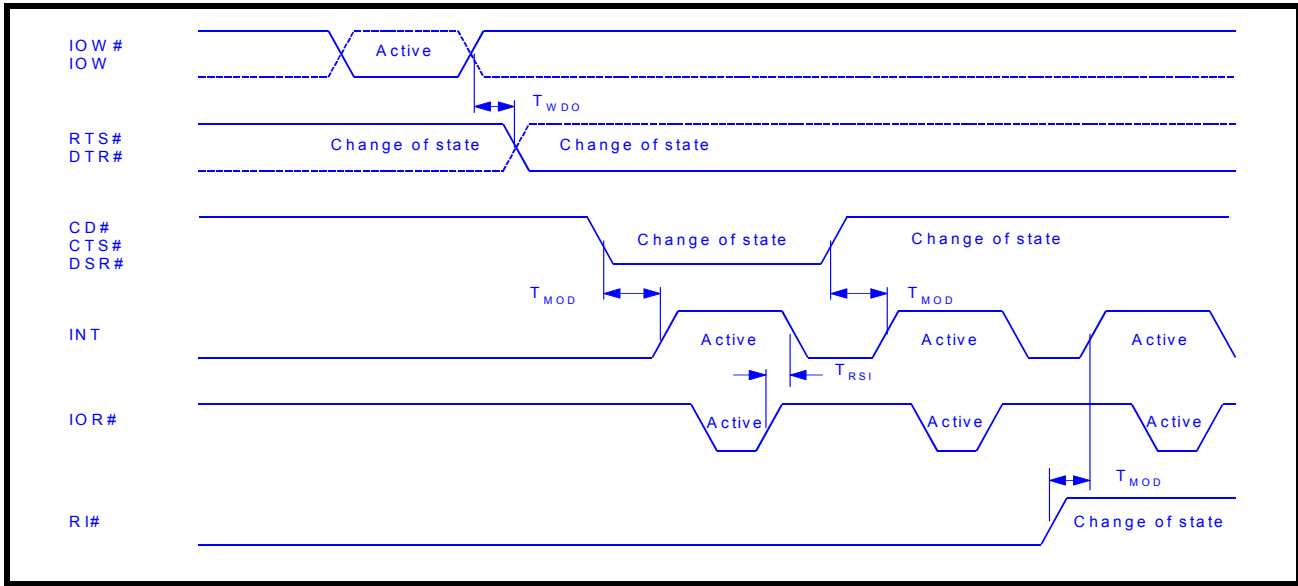 IOW#
IOW
Active
TWDO
RTS#
DTR#
Change of state
Change of state
CD#
CTS#
DSR#
Change of state
Change of state
TMOD
TMOD
INT
Active
Active
Active
TRSI
IOR#
Active
Active
Active
TMOD
RI#
Change of state